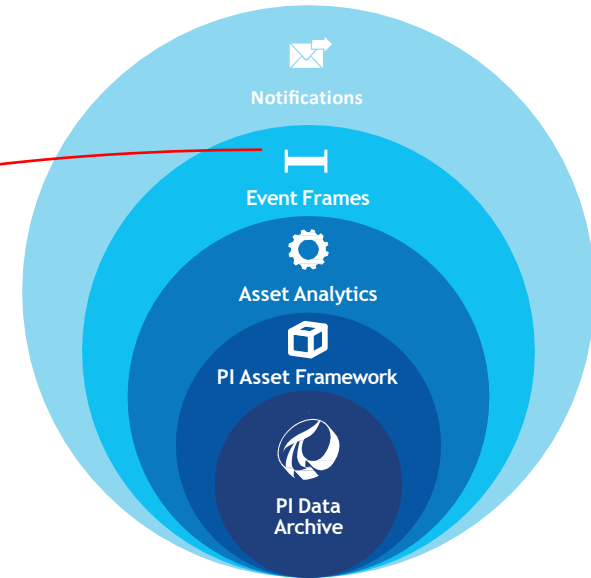 Notifications
Event Frames
Asset Analytics
PI Asset Framework
PI Data
Archive